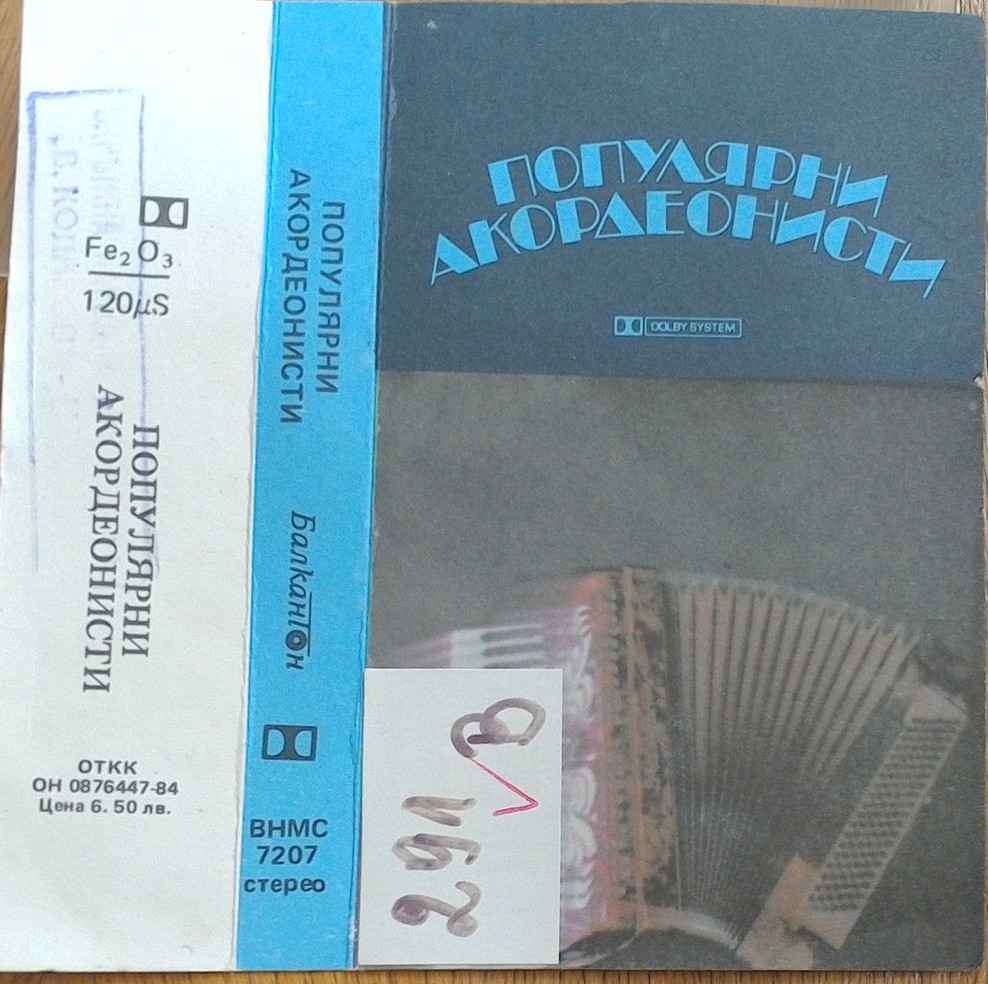 Fe₂O₃
120µS
ПОПУЛЯРНИ
АКОРДЕОНИСТИ
ОТКК
ОН 0876447-84
Цена 6. 50 лв.
ПОПУЛЯРНИ
АКОРДЕОНИСТИ
Балкантон
ВНМС
7207
стерео
ПОПУЛЯРНИ
АКОРДЕОНИСТИ
DOLBY SYSTEM
291